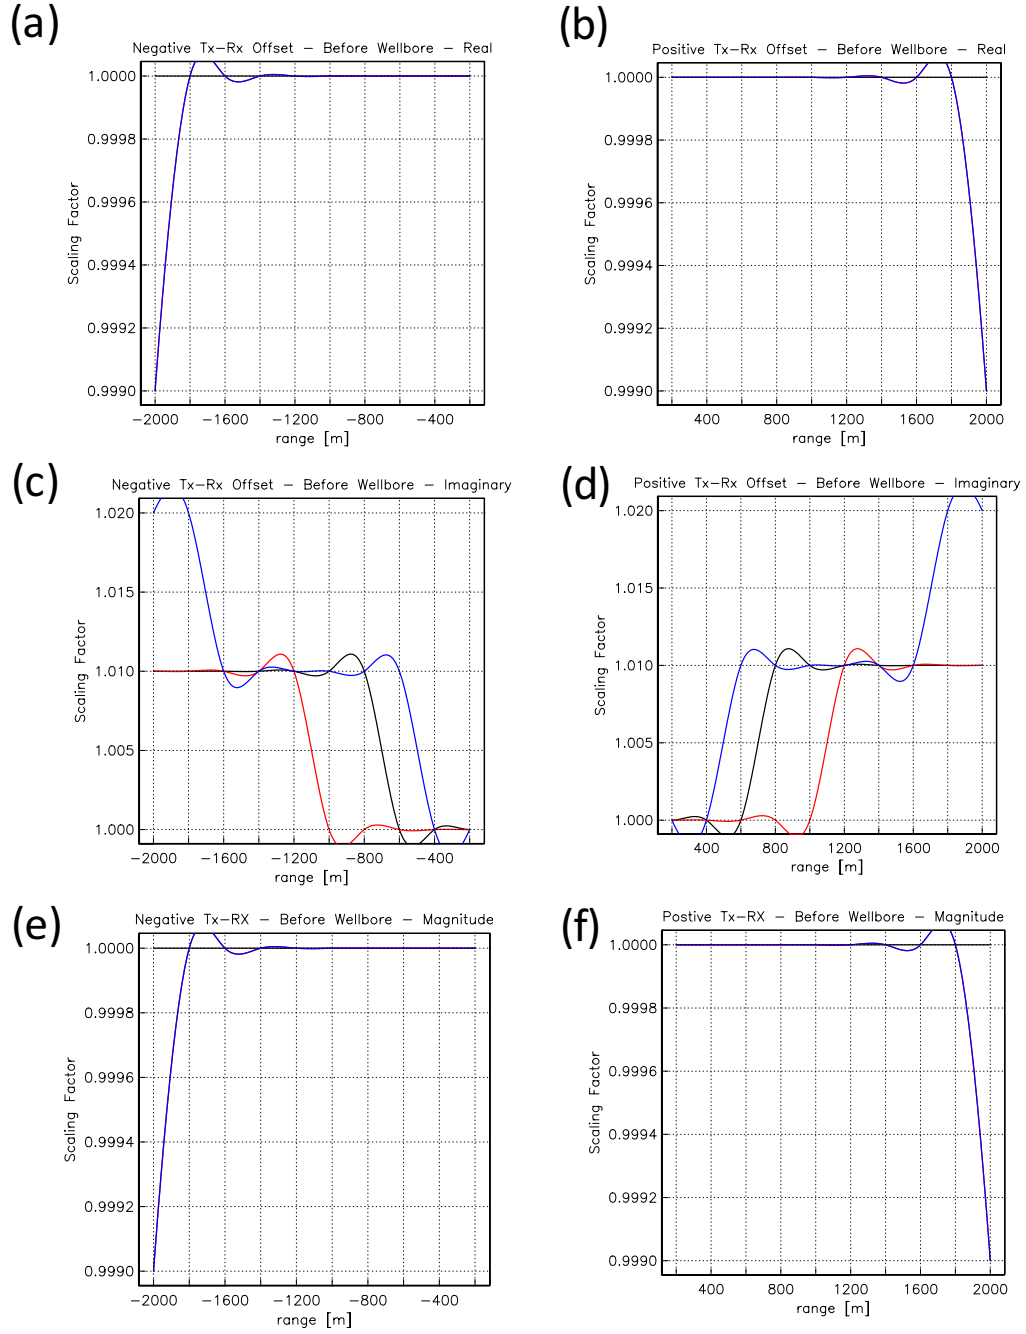 (a)
Negative Tx-Rx Offset - Before Wellbore - Real
1.0000
0.9998
0.9996
0.9994
0.9992
0.9990
Scaling Factor
-2000 -1600 -1200 -800 -400
range [m]
(b)
Positive Tx-Rx Offset - Before Wellbore - Real
1.0000
0.9998
0.9996
0.9994
0.9992
0.9990
Scaling Factor
400 800 1200 1600 2000
range [m]
(c)
Negative Tx-Rx Offset - Before Wellbore - Imaginary
1.020
1.015
1.010
1.005
1.000
Scaling Factor
-2000 -1600 -1200 -800 -400
range [m]
(d)
Positive Tx-Rx Offset - Before Wellbore - Imaginary
1.020
1.015
1.010
1.005
1.000
Scaling Factor
400 800 1200 1600 2000
range [m]
(e)
Negative Tx-RX - Before Wellbore - Magnitude
1.0000
0.9998
0.9996
0.9994
0.9992
0.9990
Scaling Factor
-2000 -1600 -1200 -800 -400
range [m]
(f)
Postive Tx-RX - Before Wellbore - Magnitude
1.0000
0.9998
0.9996
0.9994
0.9992
0.9990
Scaling Factor
400 800 1200 1600 2000
range [m]